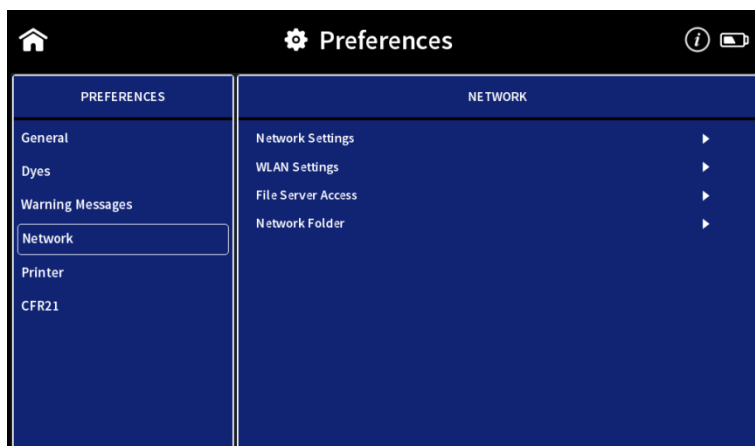 Preferences
PREFERENCES
General
Dyes
Warning Messages
Network
Printer
CFR21
NETWORK
Network Settings
WLAN Settings
File Server Access
Network Folder